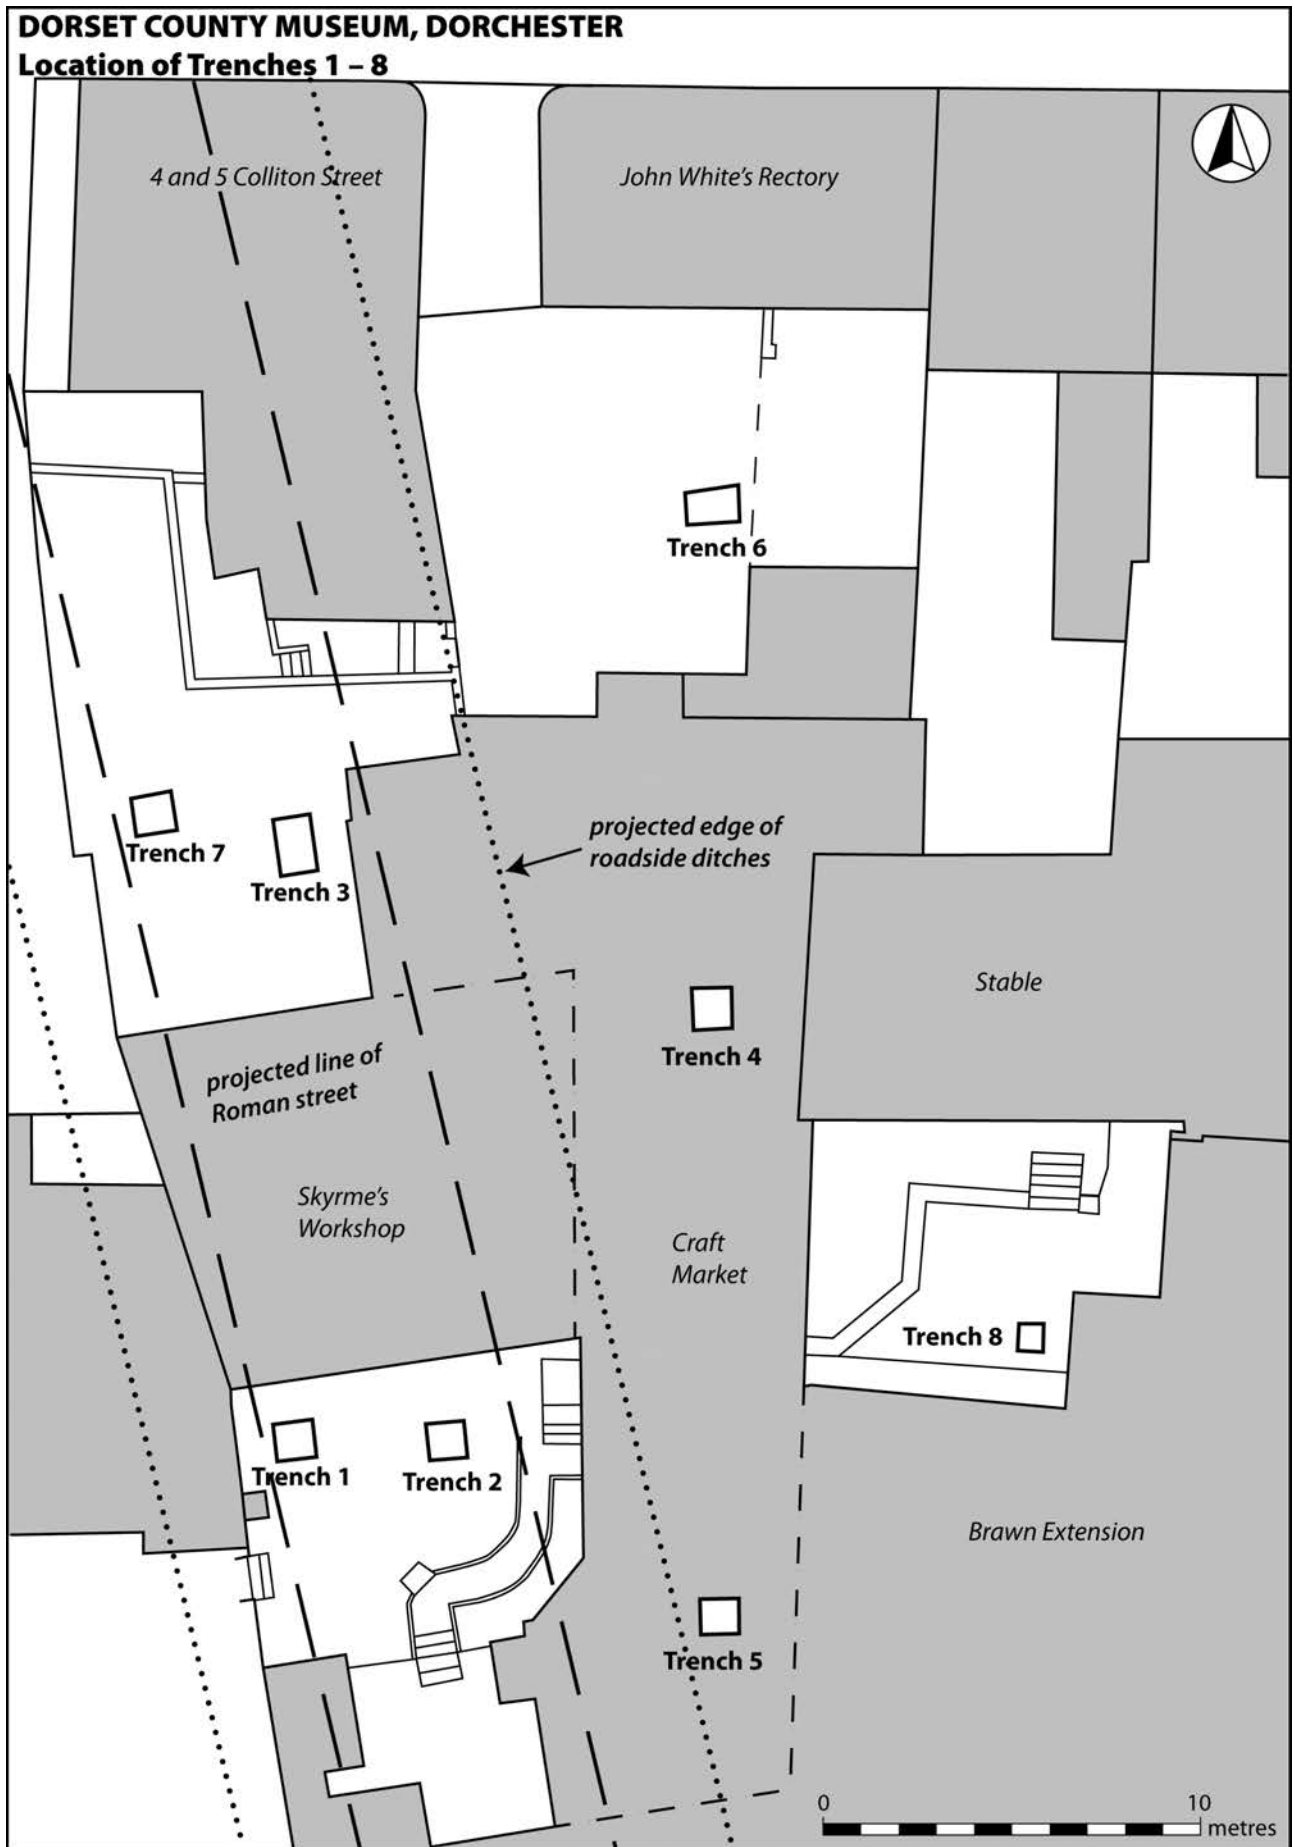 DORSET COUNTY MUSEUM, DORCHESTER
Location of Trenches 1 – 8
4 and 5 Colliton Street
John White's Rectory
Trench 6
projected edge of
roadside ditches
Trench 7
Trench 3
Stable
Trench 4
projected line of
Roman street
Skyrme's
Workshop
Craft
Market
Trench 8
Trench 1
Trench 2
Brawn Extension
Trench 5
0 10
metres